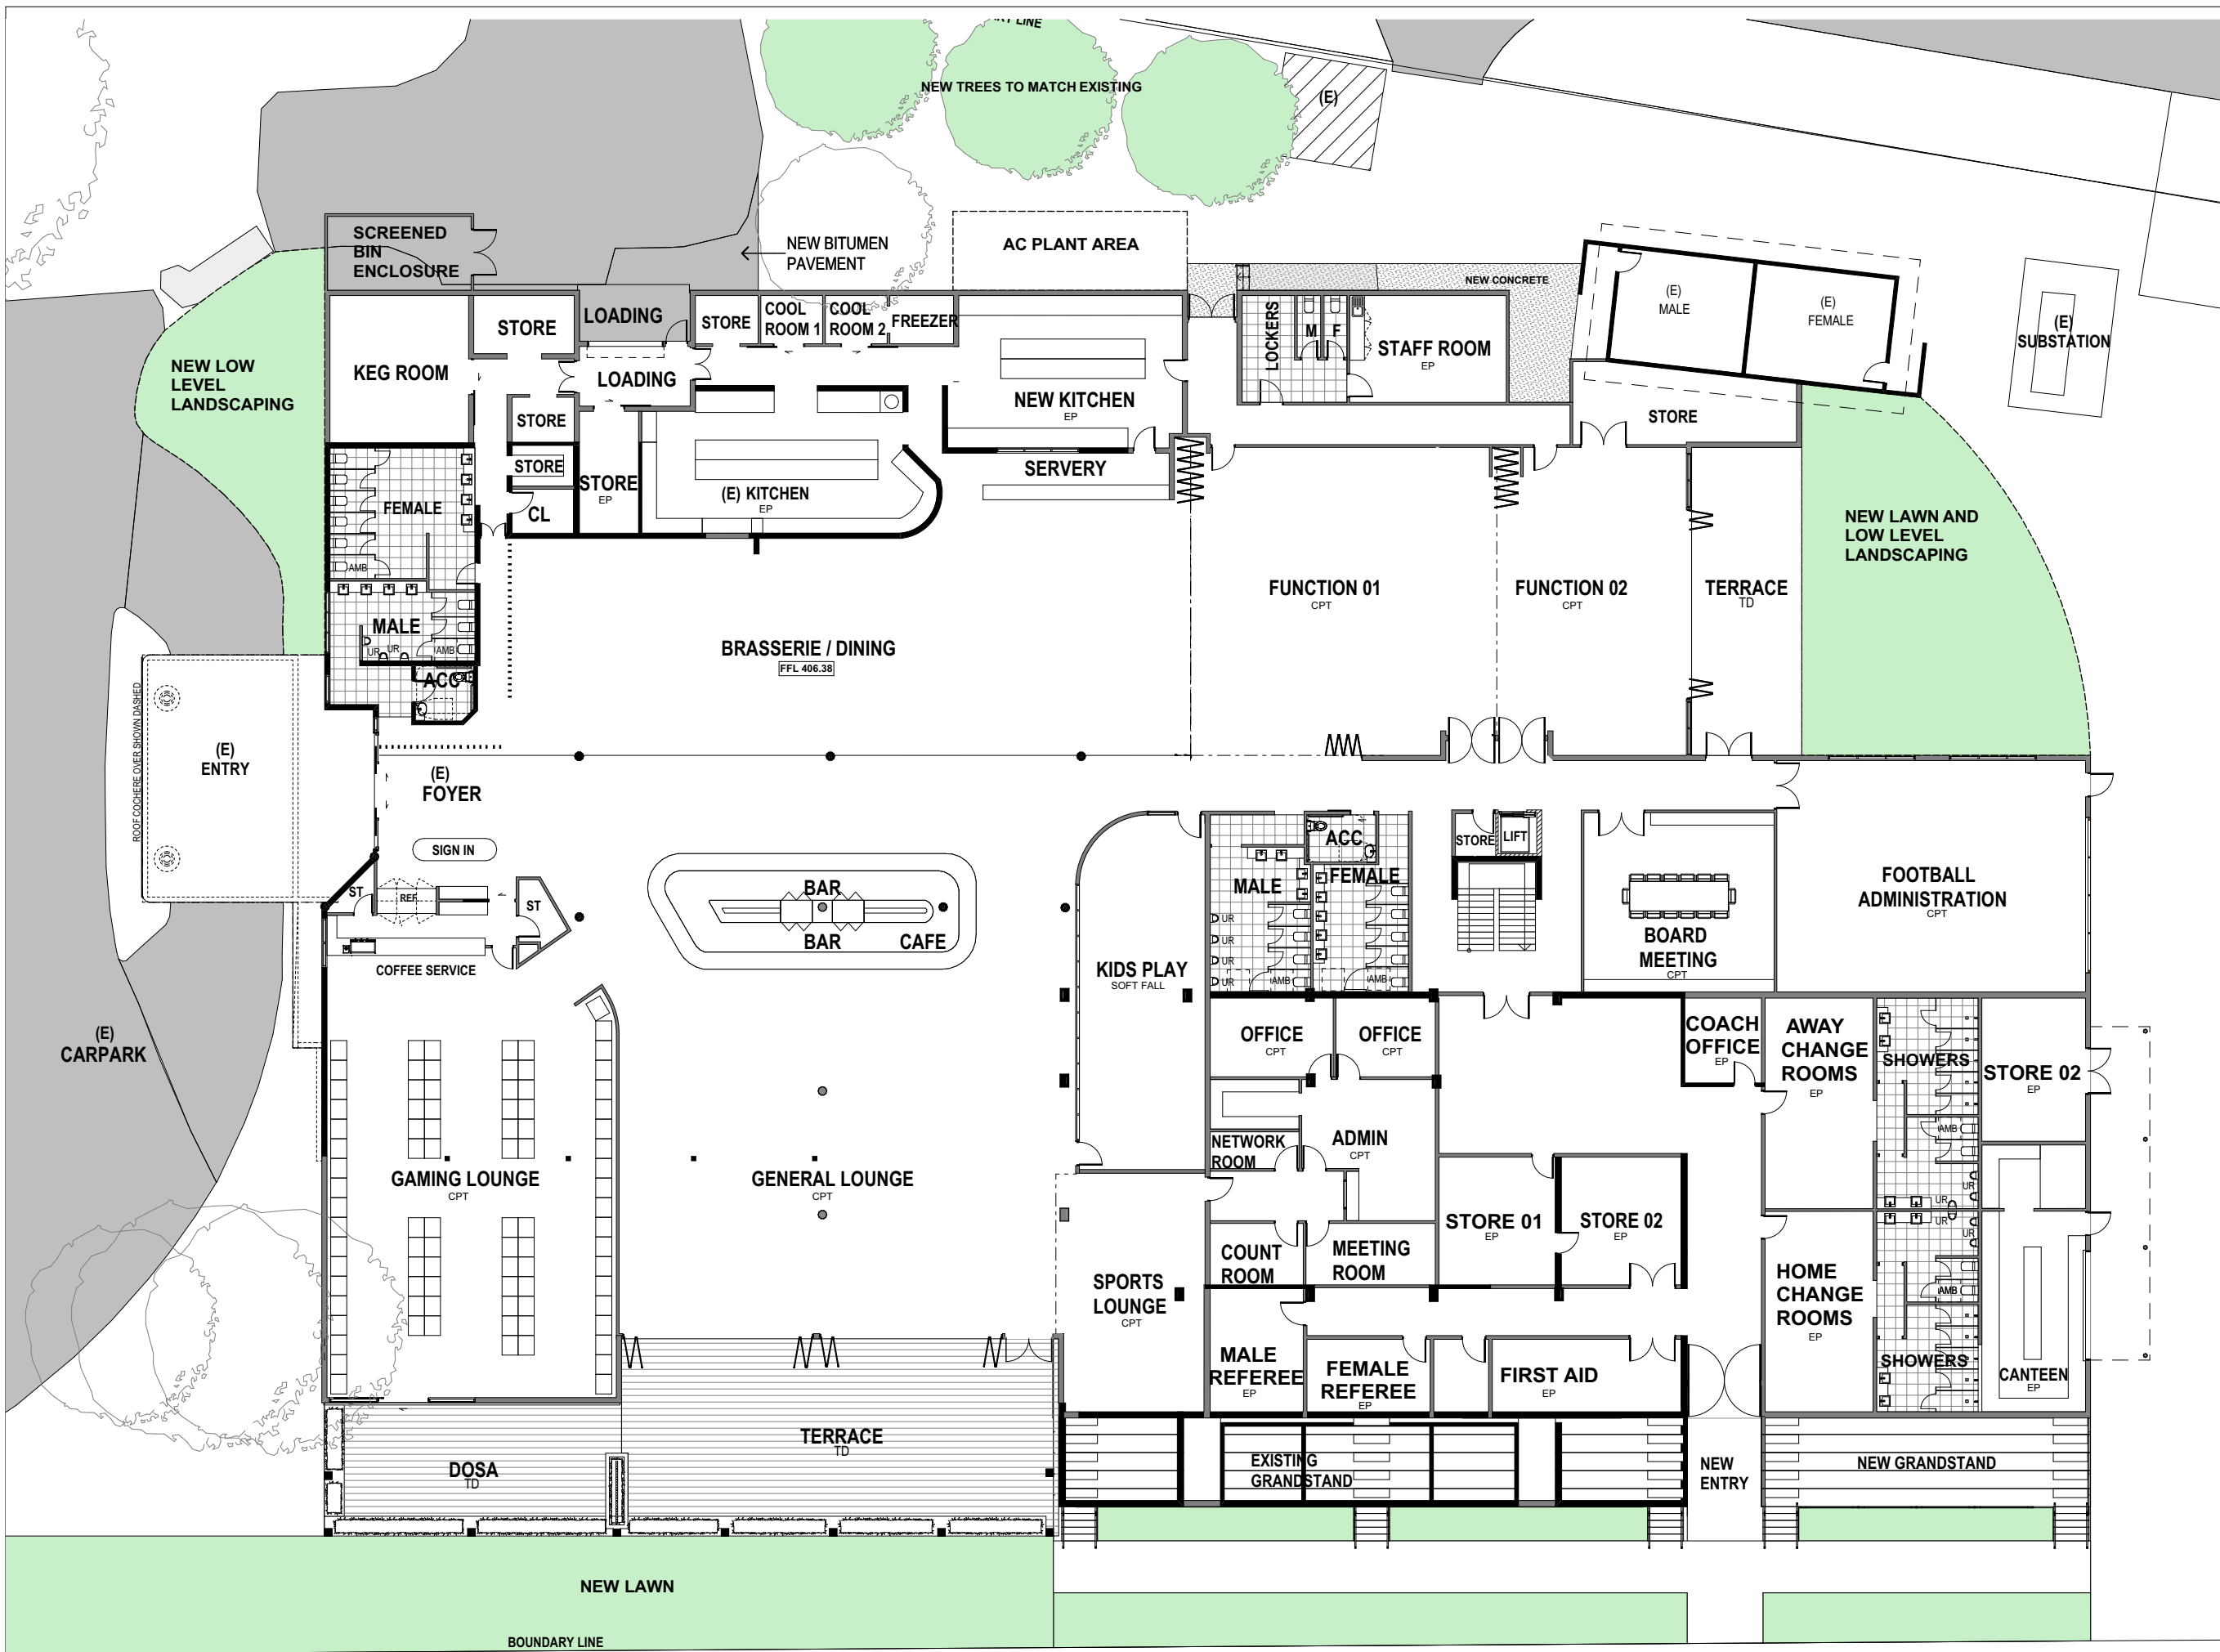 NEW TREES TO MATCH EXISTING
(E)
SCREENED
BIN
ENCLOSURE
NEW BITUMEN
PAVEMENT
AC PLANT AREA
NEW CONCRETE
(E)
MALE
(E)
FEMALE
(E)
SUBSTATION
NEW LOW
LEVEL
LANDSCAPING
KEG ROOM
STORE
LOADING
LOADING
STORE
COOL
ROOM 1
COOL
ROOM 2
FREEZER
LOCKERS
M
F
STAFF ROOM
EP
NEW KITCHEN
EP
STORE
STORE
STORE
CL
STORE
EP
(E) KITCHEN
EP
SERVERY
FEMALE
AMB
MALE
UR
UR
AMB
ACC
BRASSERIE / DINING
FFL 406.38
FUNCTION 01
CPT
FUNCTION 02
CPT
TERRACE
TD
NEW LAWN AND
LOW LEVEL
LANDSCAPING
ROOF COCHERE OVER SHOWN DASHED
(E)
ENTRY
(E)
FOYER
SIGN IN
ST
REF
ST
COFFEE SERVICE
BAR
BAR
CAFE
KIDS PLAY
SOFT FALL
MALE
UR
UR
UR
UR
AMB
ACC
FEMALE
AMB
STORE
LIFT
BOARD
MEETING
CPT
FOOTBALL
ADMINISTRATION
CPT
(E)
CARPARK
GAMING LOUNGE
CPT
GENERAL LOUNGE
CPT
OFFICE
CPT
OFFICE
CPT
NETWORK
ROOM
ADMIN
CPT
COACH
OFFICE
EP
AWAY
CHANGE
ROOMS
EP
SHOWERS
AMB
UR
UR
STORE 02
EP
STORE 01
EP
STORE 02
EP
COUNT
ROOM
MEETING
ROOM
SPORTS
LOUNGE
CPT
HOME
CHANGE
ROOMS
EP
UR
UR
AMB
SHOWERS
CANTEEN
EP
MALE
REFEREE
EP
FEMALE
REFEREE
EP
FIRST AID
EP
TERRACE
TD
DOSA
TD
EXISTING
GRANDSTAND
NEW
ENTRY
NEW GRANDSTAND
NEW LAWN
BOUNDARY LINE